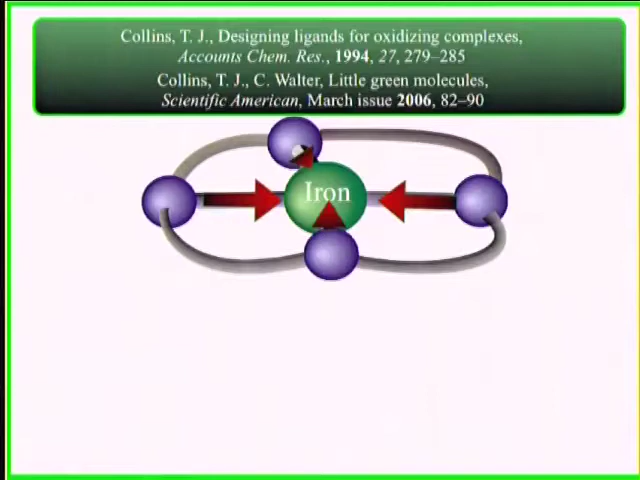 Collins, T. J., Designing ligands for oxidizing complexes,
Accounts Chem. Res., 1994, 27, 279–285
Collins, T. J., C. Walter, Little green molecules,
Scientific American, March issue 2006, 82–90
Iron